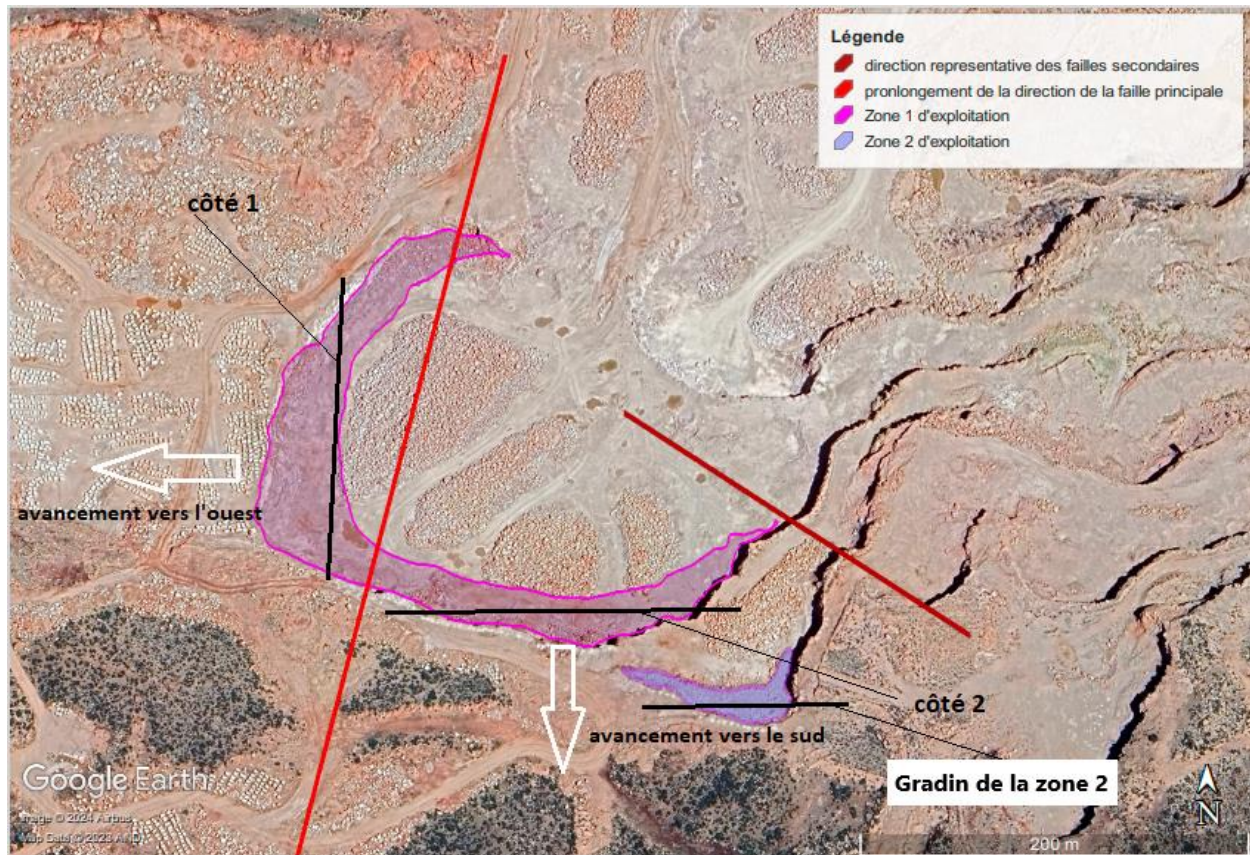 Légende
direction representative des failles secondaires
pronlongement de la direction de la faille principale
Zone 1 d'exploitation
Zone 2 d'exploitation
côté 1
avancement vers l'ouest
côté 2
avancement vers le sud
Gradin de la zone 2
Google Earth
Image © 2024 Airbus
Map Data © 2023 AND
N
200 m